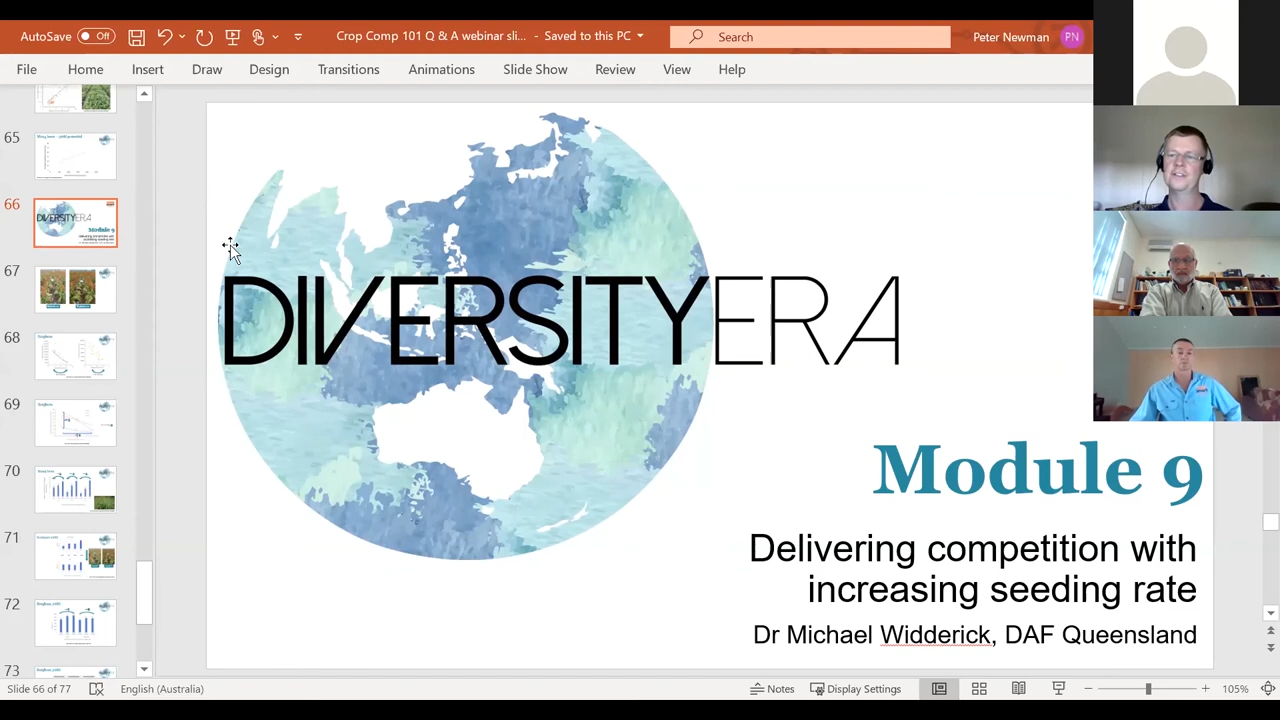 AutoSave Off
Crop Comp 101 Q & A webinar sli... - Saved to this PC
Search
Peter Newman PN
File Home Insert Draw Design Transitions Animations Slide Show Review View Help
65
66
67
68
69
70
71
72
73
DIVERSITYERA
Module 9
Delivering competition with
increasing seeding rate
Dr Michael Widderick, DAF Queensland
Slide 66 of 77 English (Australia) Notes Display Settings 105%